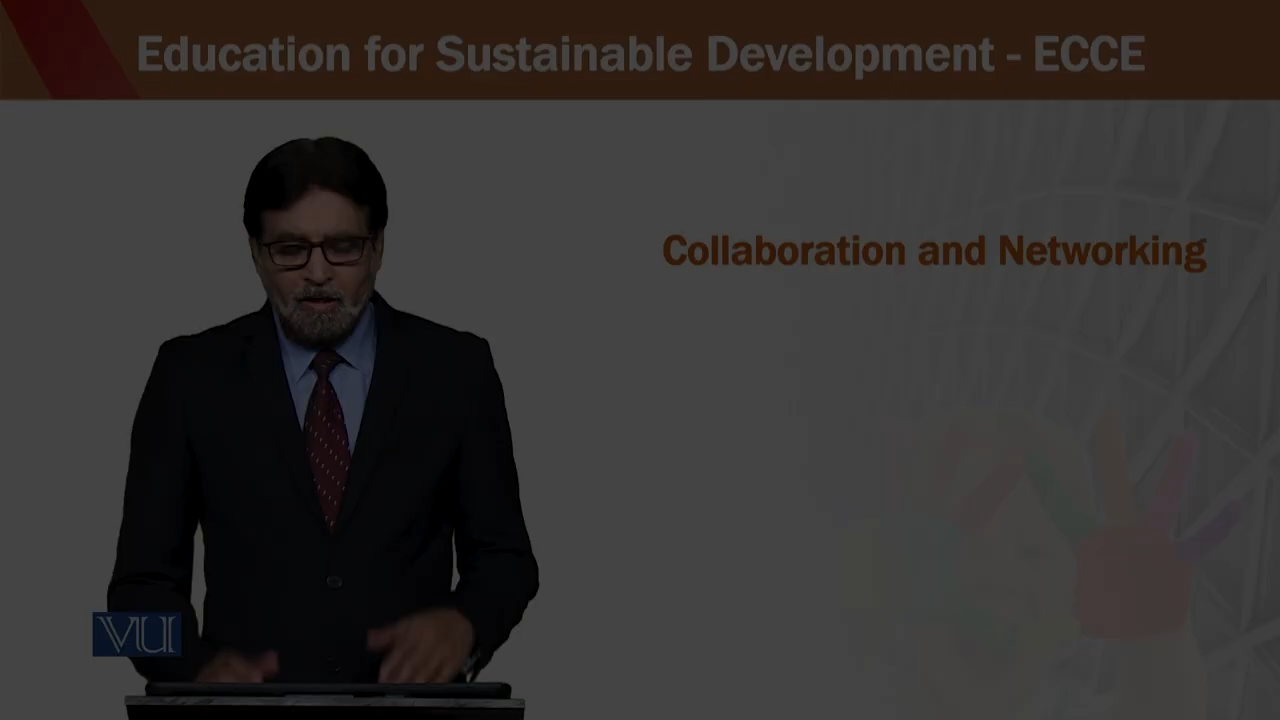 Education for Sustainable Development - ECCE
Collaboration and Networking
VU